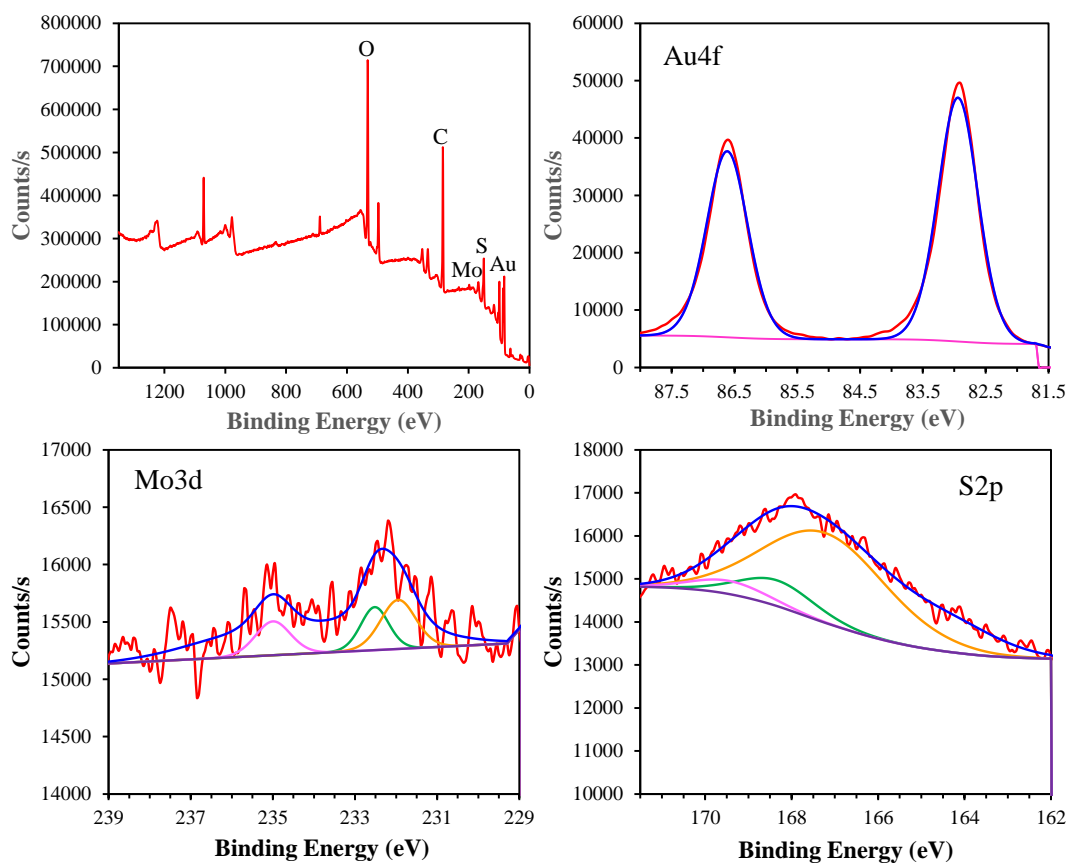 800000
700000
600000
500000
400000
300000
200000
100000
0
Counts/s
O
C
S
Mo
Au
1200 1000 800 600 400 200 0
Binding Energy (eV)
60000
50000
40000
30000
20000
10000
0
Counts/s
Au4f
87.5 86.5 85.5 84.5 83.5 82.5 81.5
Binding Energy (eV)
17000
16500
16000
15500
15000
14500
14000
Counts/s
Mo3d
239 237 235 233 231 229
Binding Energy (eV)
18000
17000
16000
15000
14000
13000
12000
11000
10000
Counts/s
S2p
170 168 166 164 162
Binding Energy (eV)